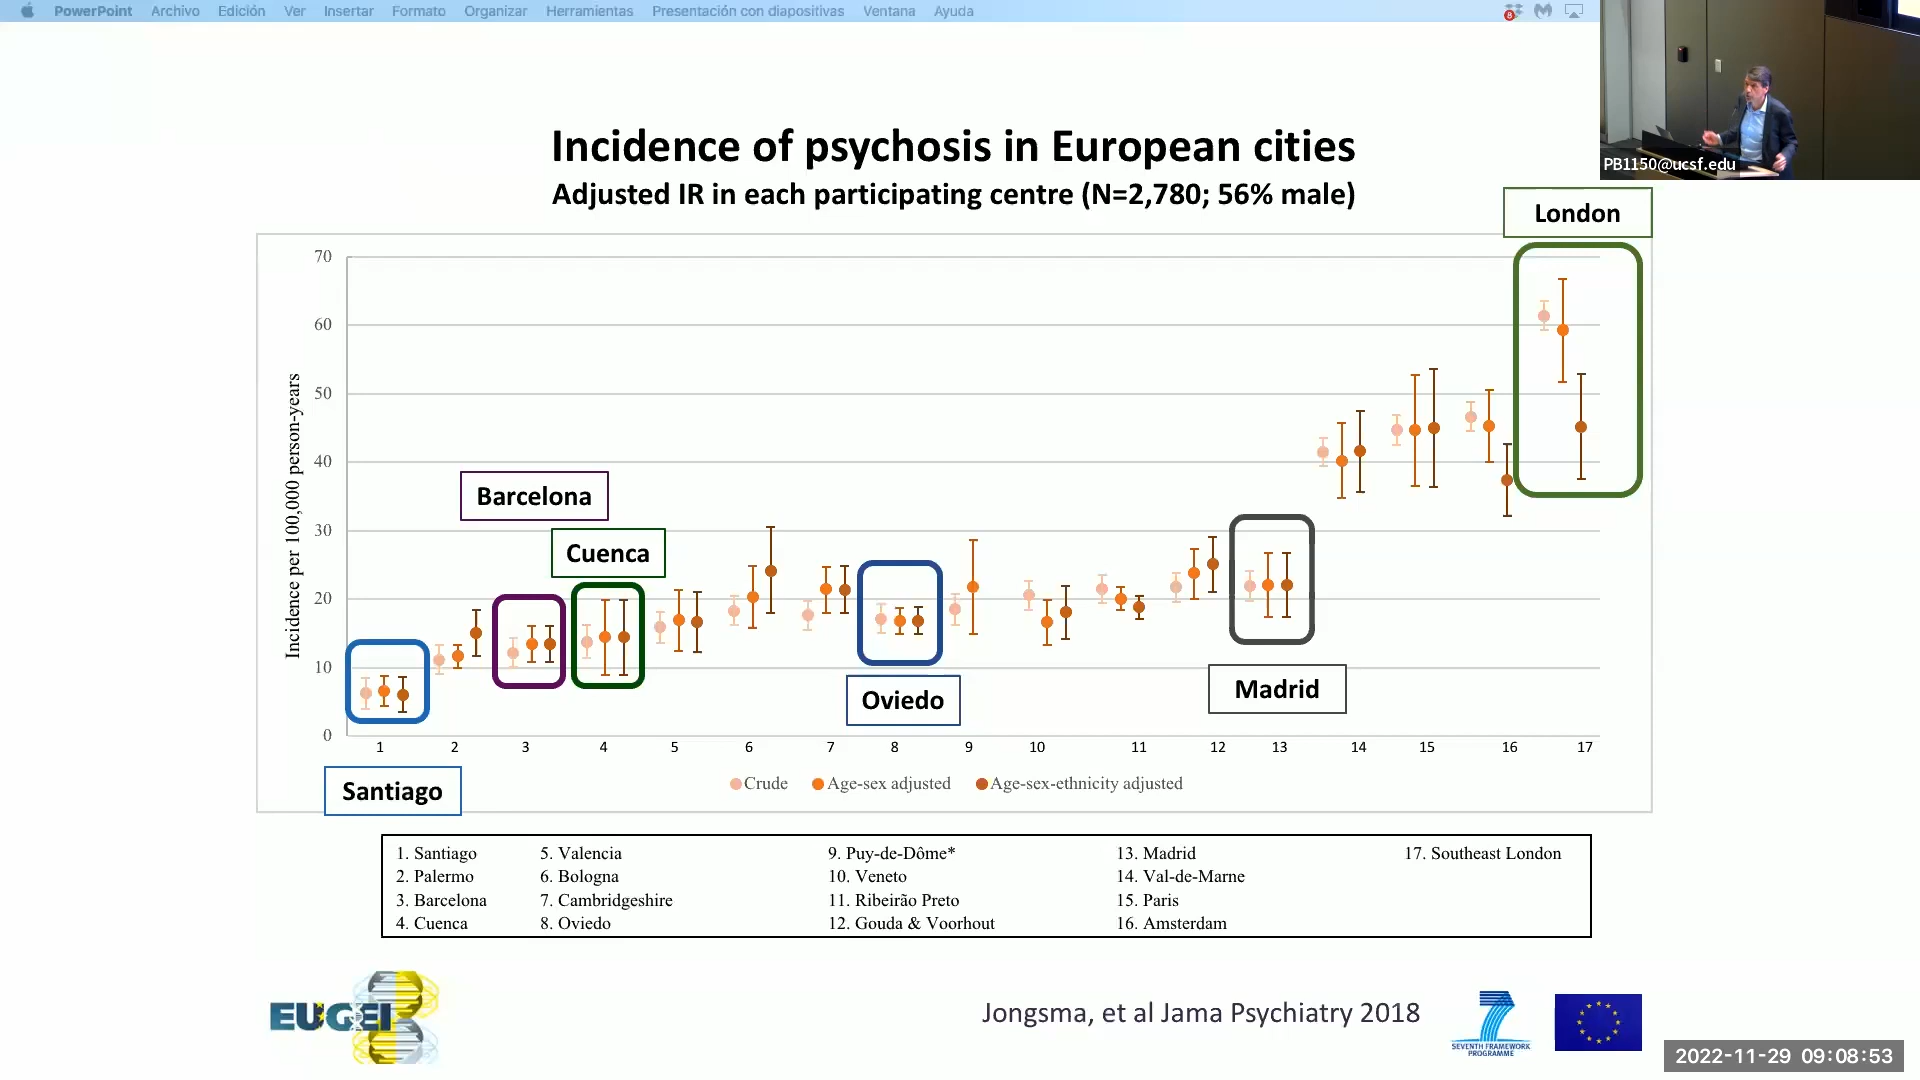 PowerPoint Archivo Edición Ver Insertar Formato Organizar Herramientas Presentación con diapositivas Ventana Ayuda
8
PB1150@ucsf.edu
Incidence of psychosis in European cities
Adjusted IR in each participating centre (N=2,780; 56% male)
London
70
60
50
40
30
20
10
0
Incidence per 100,000 person-years
Barcelona
Cuenca
Oviedo
Madrid
1 2 3 4 5 6 7 8 9 10 11 12 13 14 15 16 17
Crude Age-sex adjusted Age-sex-ethnicity adjusted
Santiago
1. Santiago 5. Valencia 9. Puy-de-Dôme* 13. Madrid 17. Southeast London
2. Palermo 6. Bologna 10. Veneto 14. Val-de-Marne
3. Barcelona 7. Cambridgeshire 11. Ribeirão Preto 15. Paris
4. Cuenca 8. Oviedo 12. Gouda & Voorhout 16. Amsterdam
EUGEI
Jongsma, et al Jama Psychiatry 2018
7
SEVENTH FRAMEWORK
PROGRAMME
2022-11-29 09:08:53